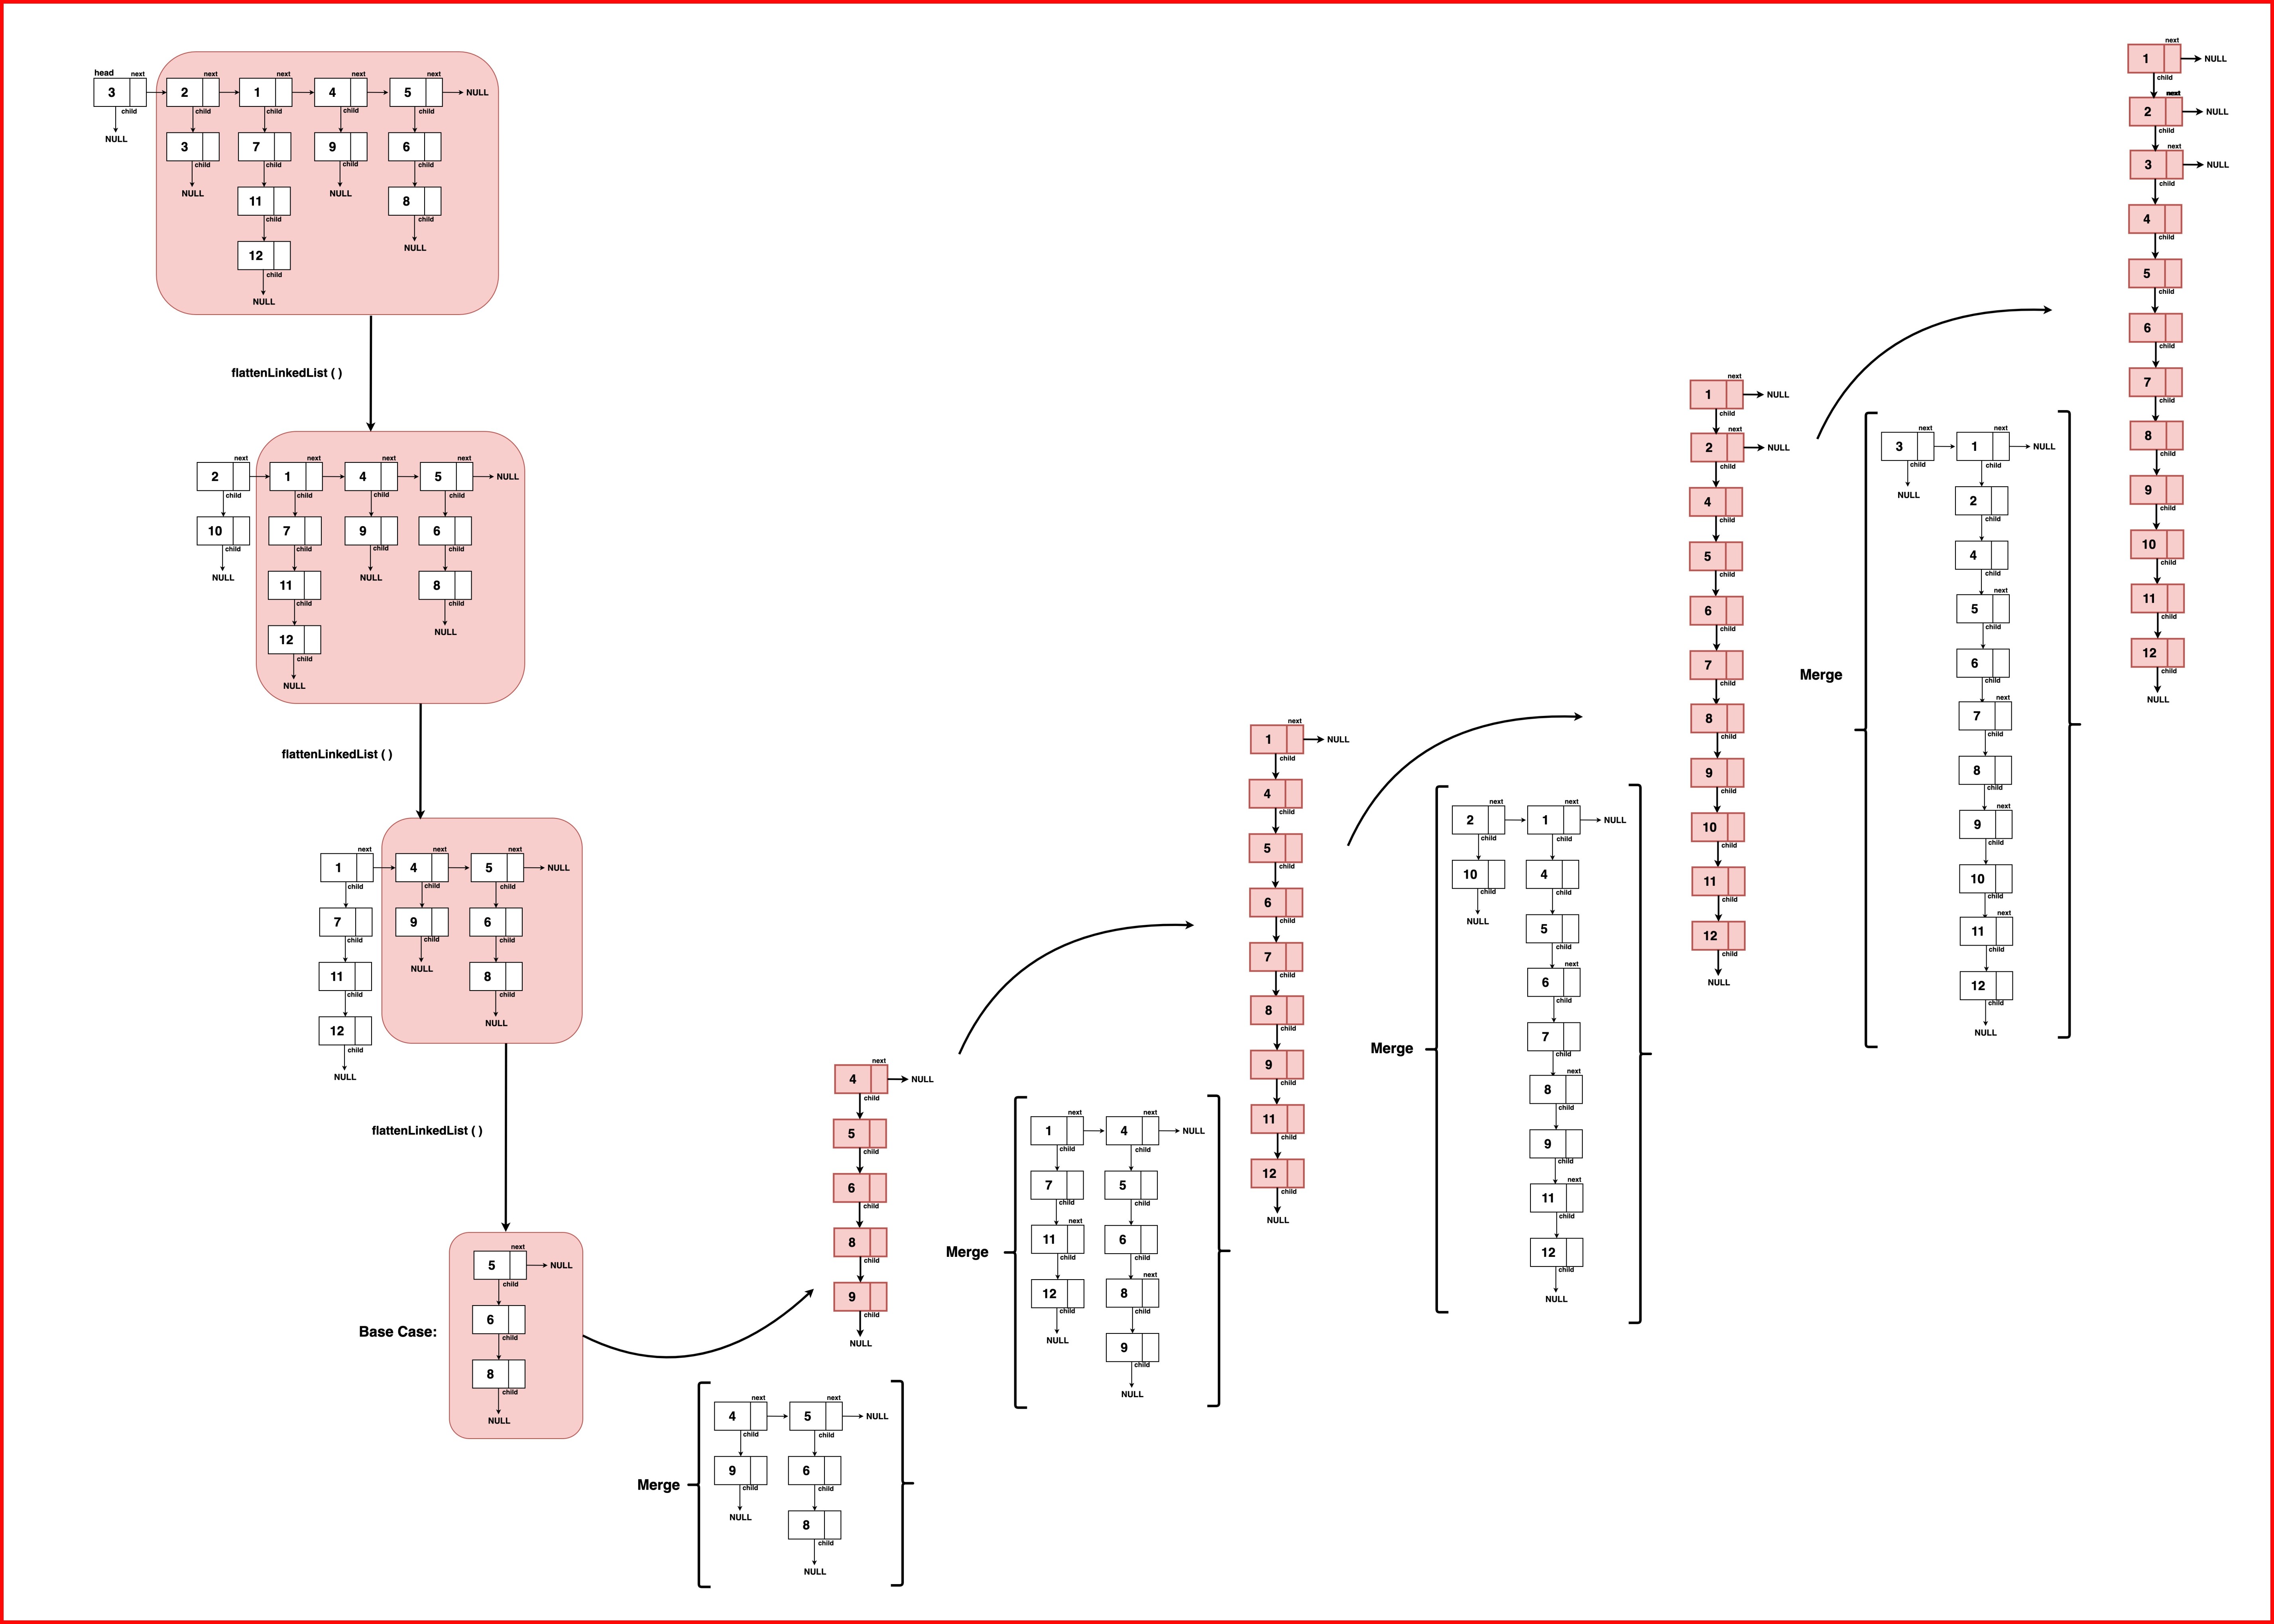 head next next next next next
3 2 1 4 5 NULL
child child child child child
NULL 3 7 9 6
child child child child
NULL 11 NULL 8
child child
12 NULL
child
NULL
flattenLinkedList ( )
next next next next
2 1 4 5 NULL
child child child child
10 7 9 6
child child child child
NULL 11 NULL 8
child child
12 NULL
child
NULL
flattenLinkedList ( )
next next next
1 4 5 NULL
child child child
7 9 6
child child child
11 NULL 8
child child
12 NULL
child
NULL
flattenLinkedList ( )
Base Case:
next
5 NULL
child
6
child
8
child
NULL
Merge
next next
4 5 NULL
child child
9 6
child child
NULL 8
child
NULL
next
4 NULL
child
5
child
6
child
8
child
9
child
NULL
Merge
next next
1 4 NULL
child child
7 5
child child
next
11 6
child child
next
12 8
child child
NULL 9
child
NULL
next
1 NULL
child
4
child
5
child
6
child
7
child
8
child
9
child
11
child
12
child
NULL
Merge
next next
2 1 NULL
child child
10 4
child child
NULL 5
child
next
6
child
7
child
next
8
child
9
child
next
11
child
12
child
NULL
next
1 NULL
child
next
2 NULL
child
4
child
5
child
6
child
7
child
8
child
9
child
10
child
11
child
12
child
NULL
Merge
next next
3 1 NULL
child child
NULL 2
child
4
child
next
5
child
6
child
next
7
child
8
child
next
9
child
10
child
next
11
child
12
child
NULL
next
1 NULL
child
next
2 NULL
child
next
3 NULL
child
4
child
5
child
6
child
7
child
8
child
9
child
10
child
11
child
12
child
NULL